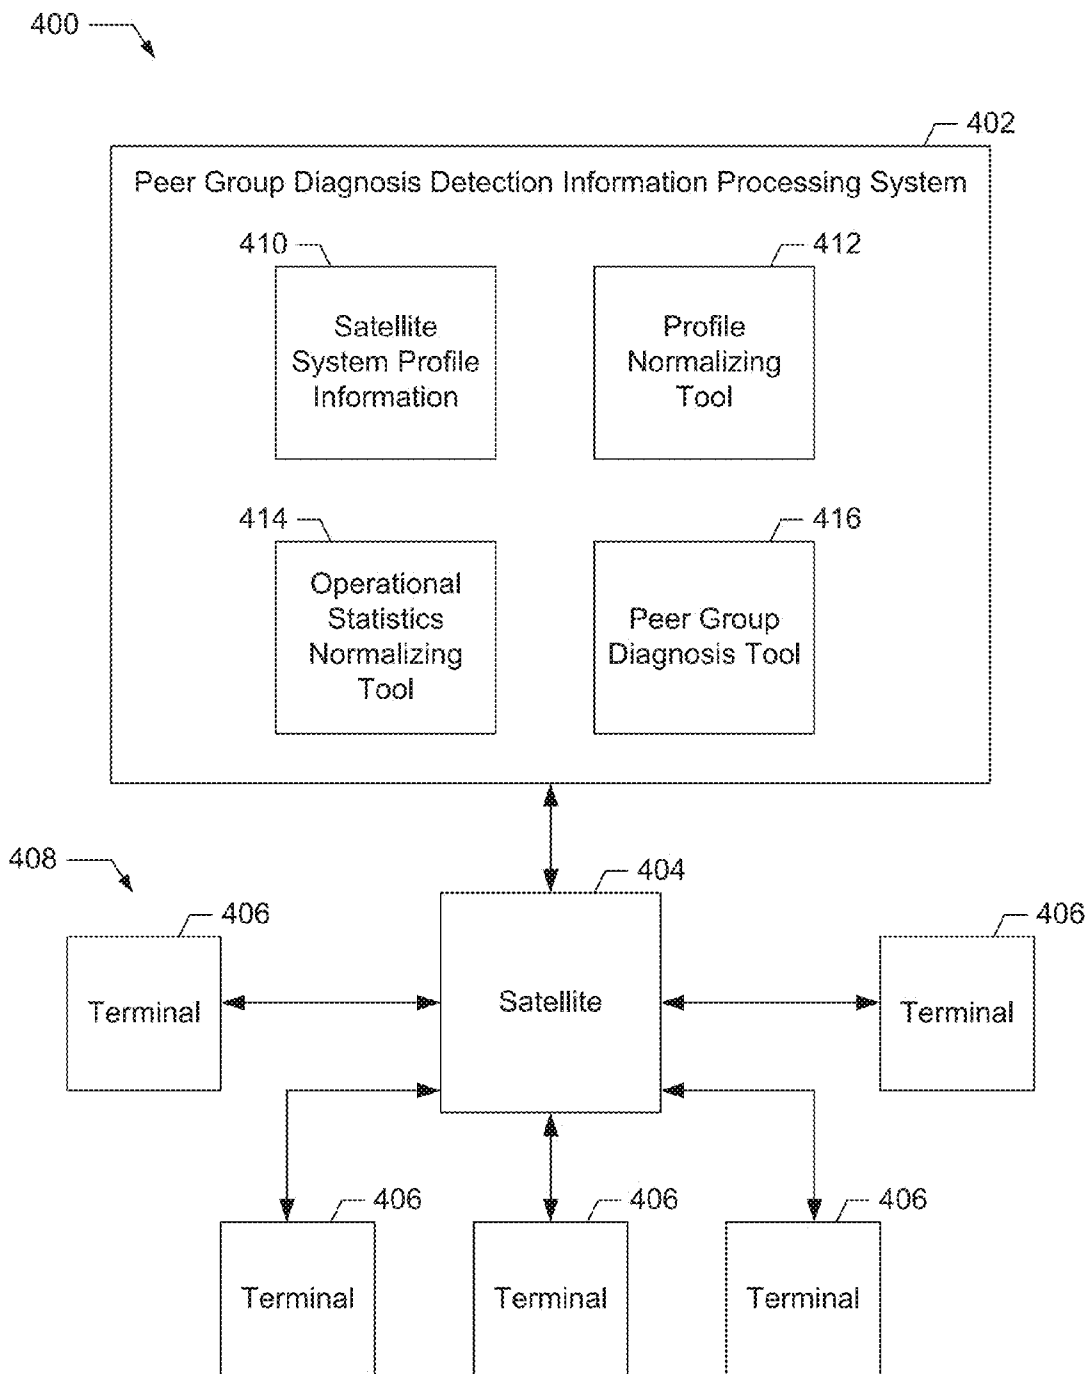 400
402
Peer Group Diagnosis Detection Information Processing System
410
412
Satellite
System Profile
Information
Profile
Normalizing
Tool
414
416
Operational
Statistics
Normalizing
Tool
Peer Group
Diagnosis Tool
408
404
406
406
Terminal
Satellite
Terminal
406
406
406
Terminal
Terminal
Terminal